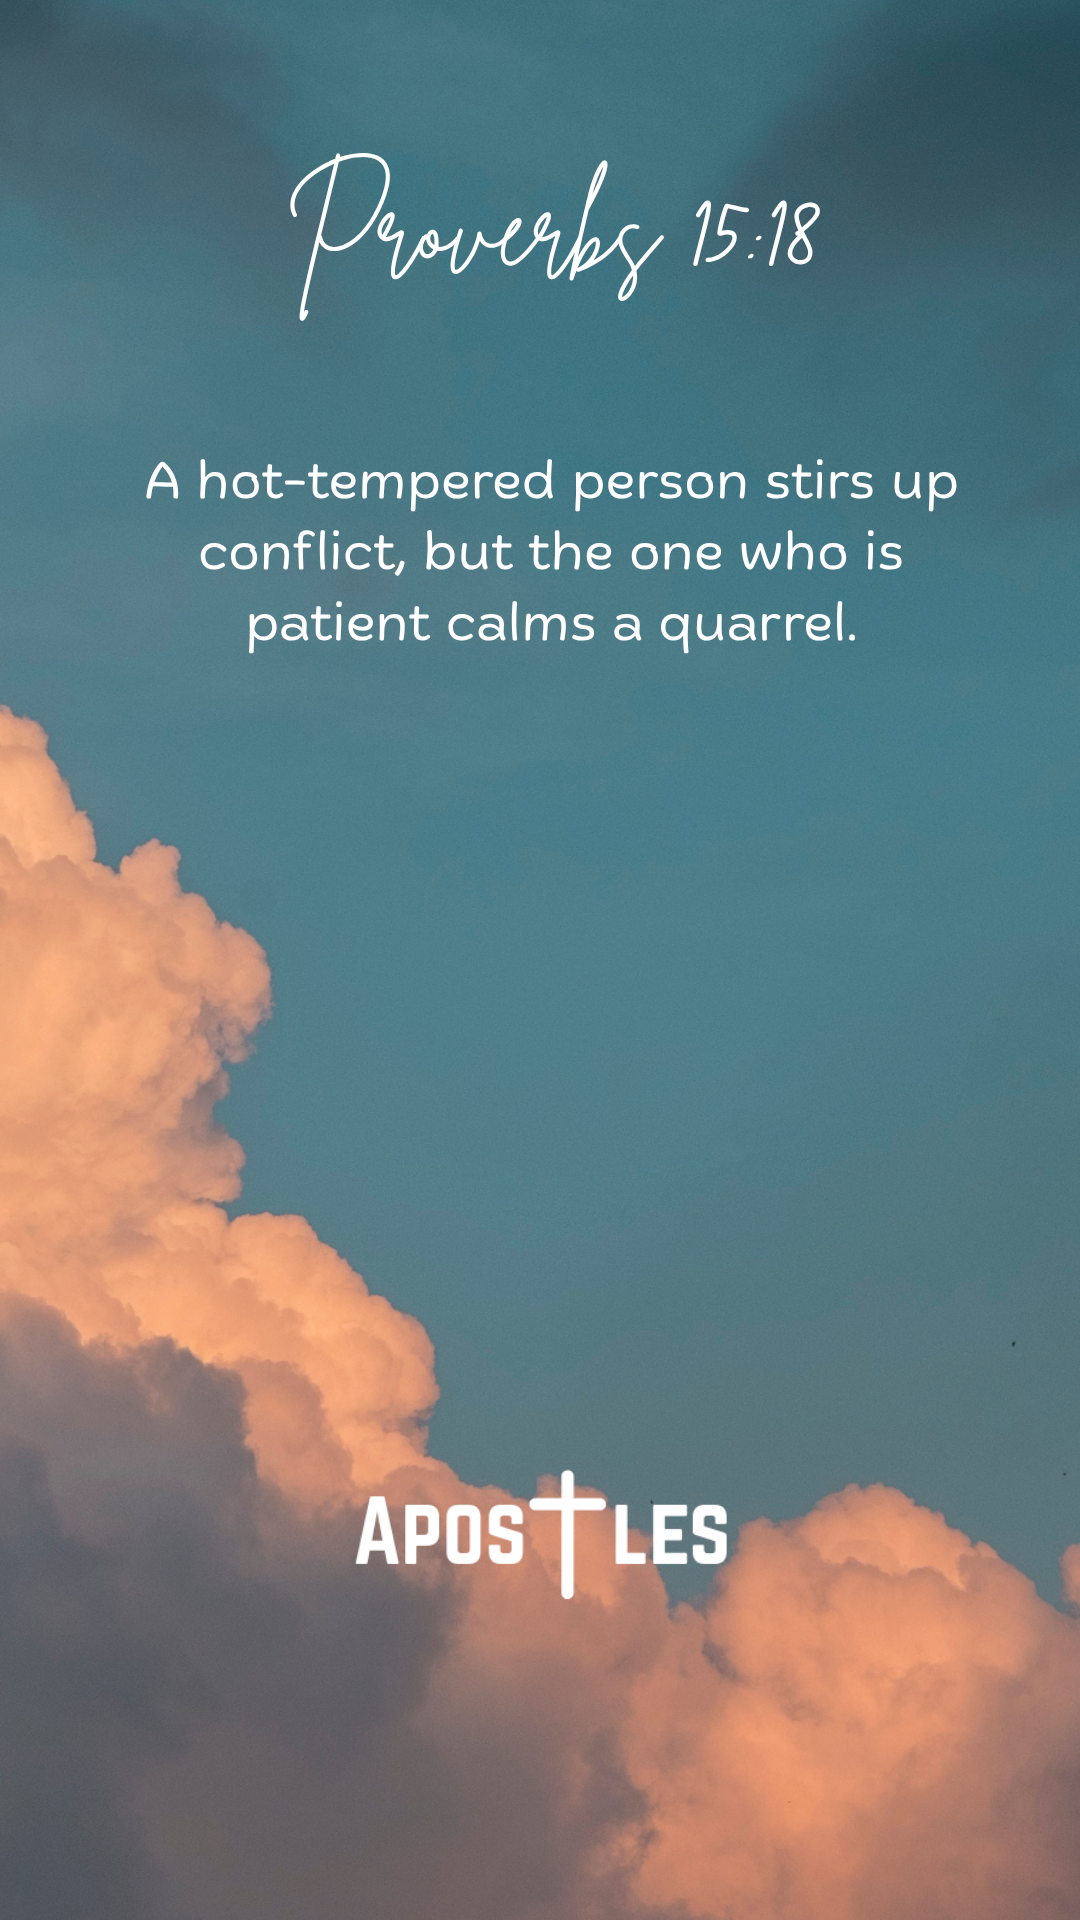 Proverbs 15:18
A hot-tempered person stirs up
conflict, but the one who is
patient calms a quarrel.
APOSTLES